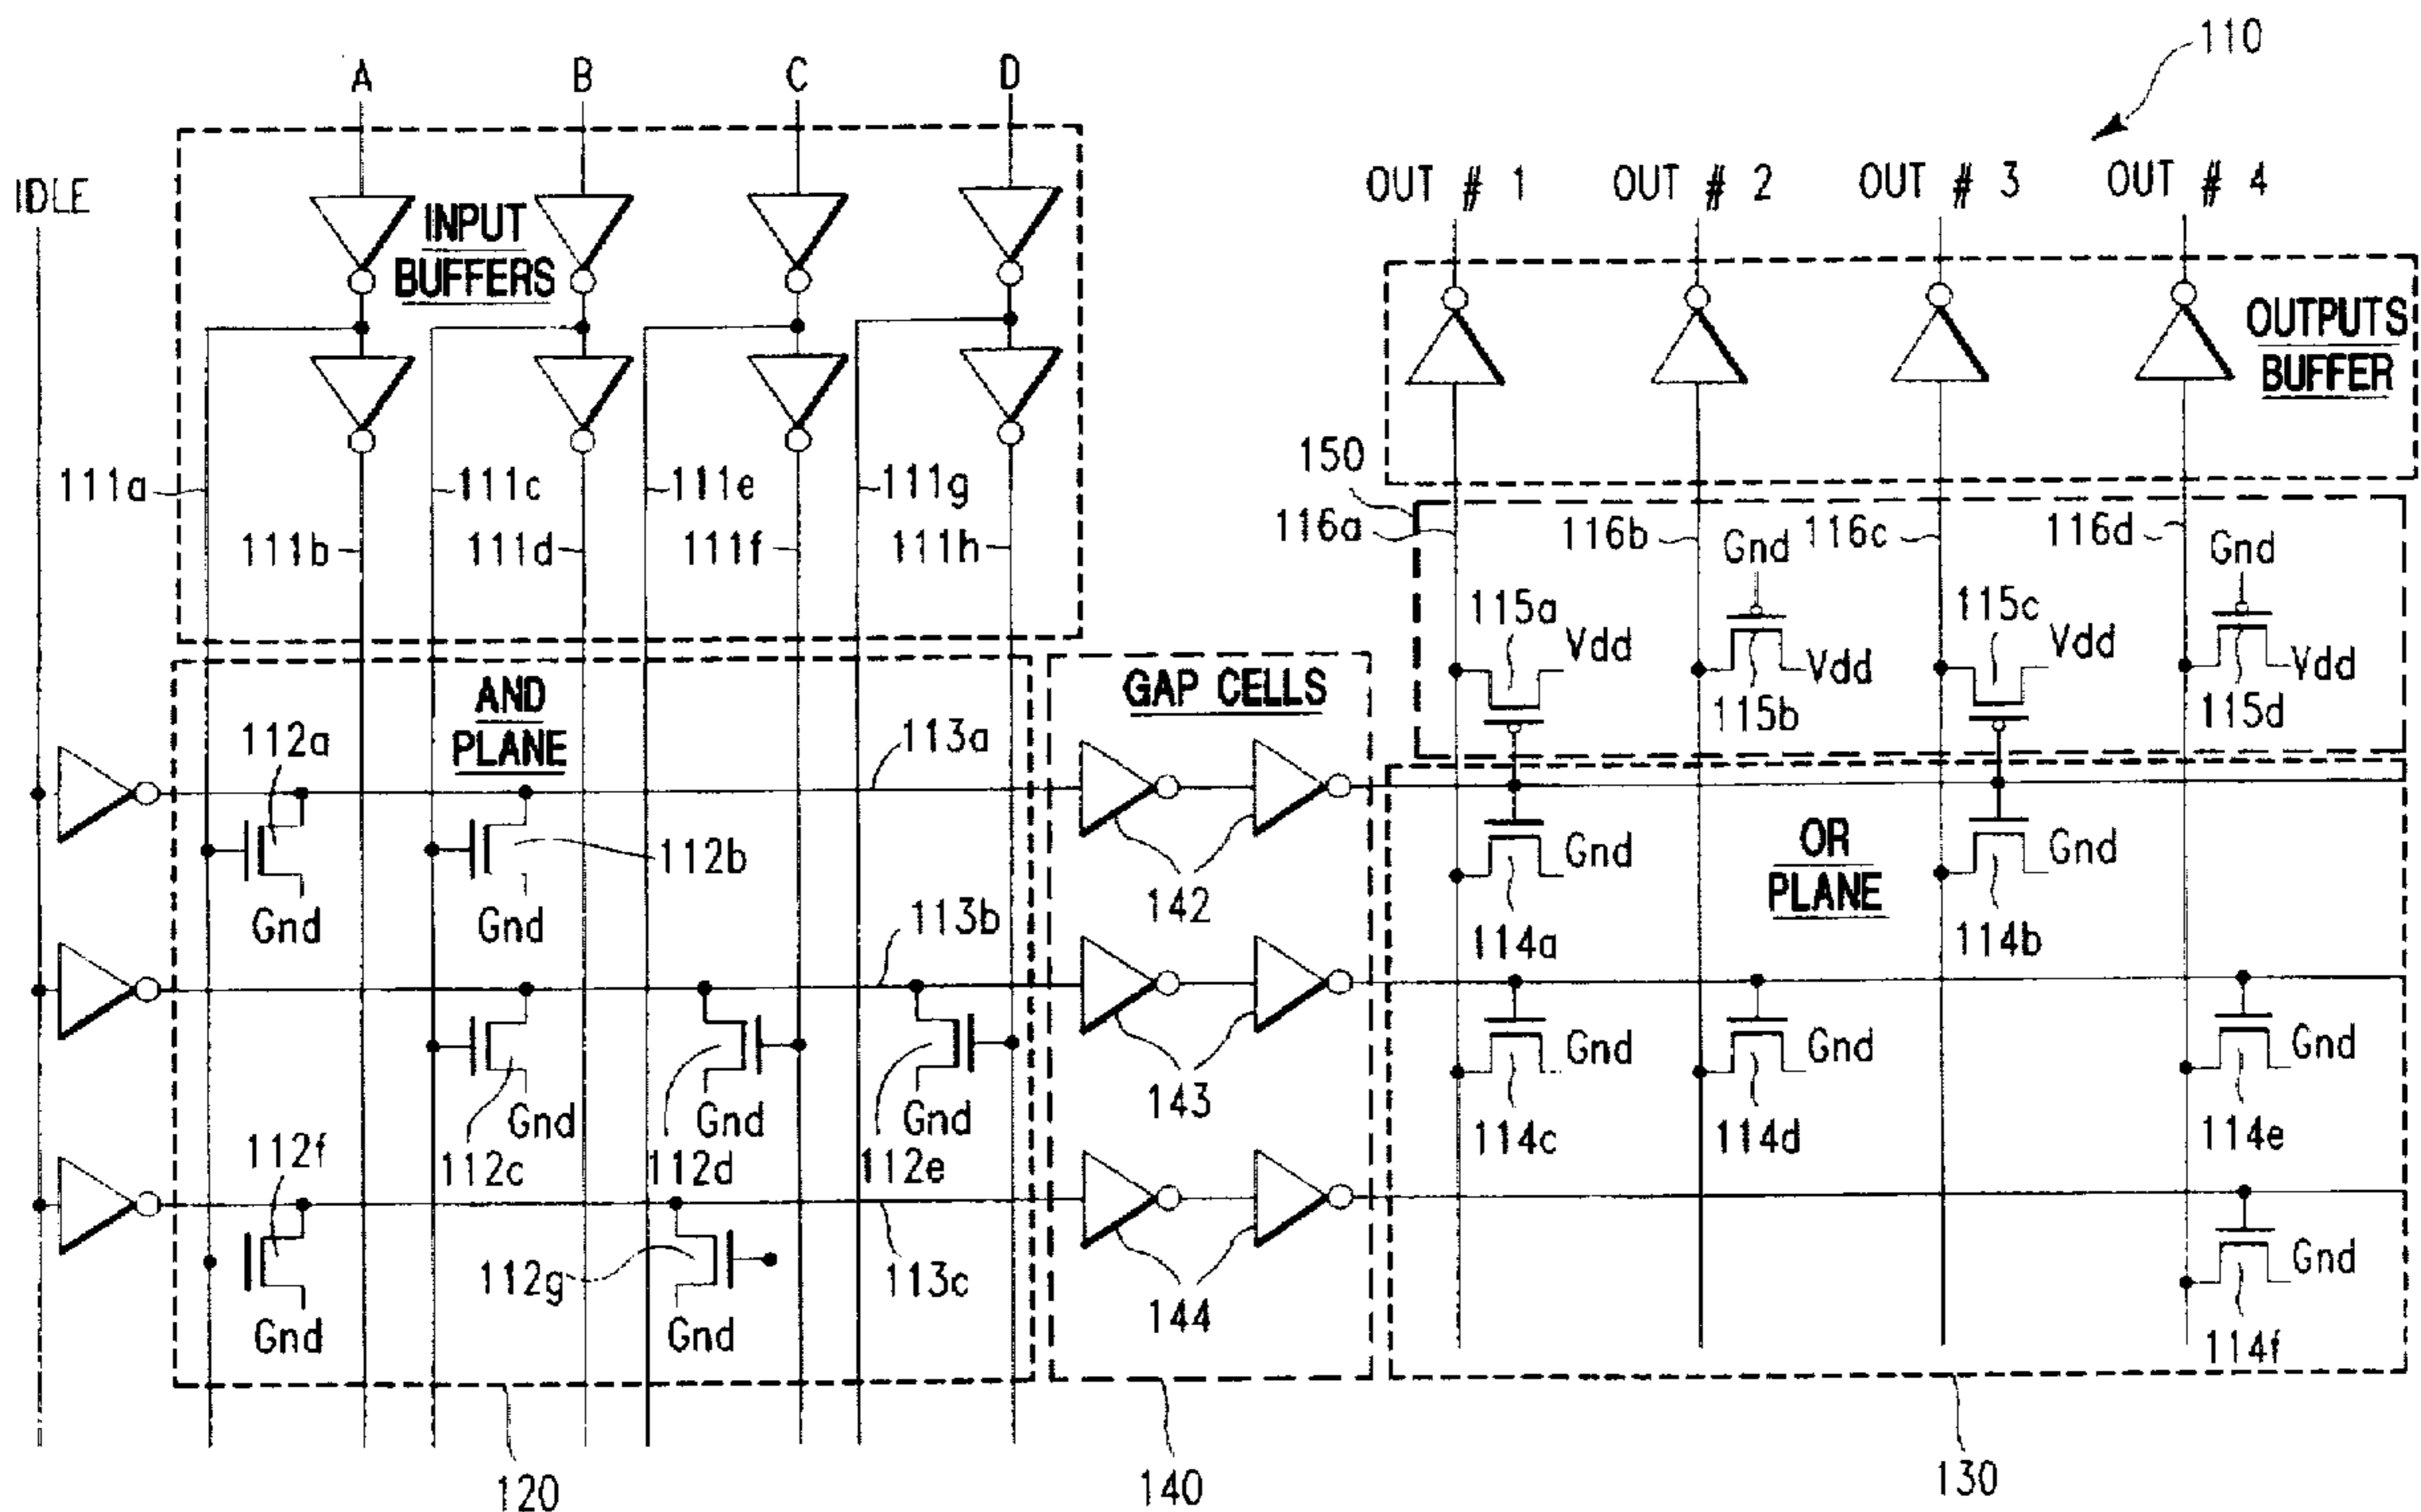 110
A B C D
IDLE
OUT # 1 OUT # 2 OUT # 3 OUT # 4
INPUT
BUFFERS
OUTPUTS
BUFFER
111a 111c 111e 111g
150
116a 116b 116c 116d
111b 111d 111f 111h
Gnd Gnd
115a 115c
Vdd Vdd Vdd Vdd
115b 115d
AND
PLANE
GAP CELLS
112a
113a
112b
142
Gnd Gnd
Gnd Gnd
OR
PLANE
114a 114b
113b
Gnd Gnd Gnd
143
Gnd Gnd Gnd
114c 114d 114e
112f
112c 112d 112e
112g
113c
144
Gnd
Gnd Gnd
114f
120
140
130